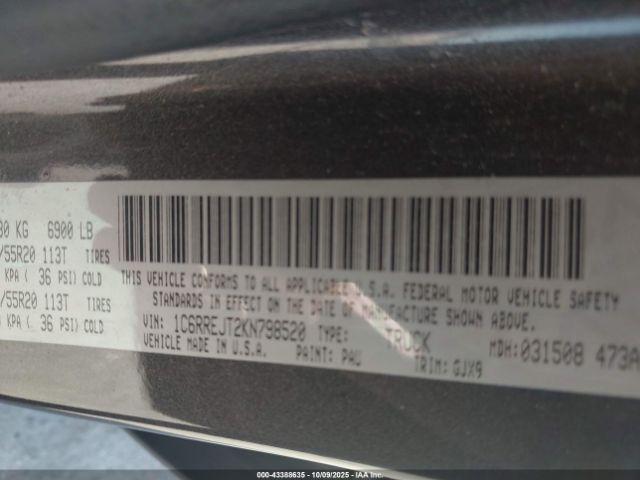 30 KG 6900 LB
/55R20 113T TIRES
KPA ( 36 PSI) COLD
/55R20 113T TIRES
KPA ( 36 PSI) COLD
THIS VEHICLE CONFORMS TO ALL APPLICABLE U.S.A. FEDERAL MOTOR VEHICLE SAFETY
STANDARDS IN EFFECT ON THE DATE OF MANUFACTURE SHOWN ABOVE.
VIN: 1C6RREJT2KN798520 TYPE: TRUCK MDH:031508 473A
VEHICLE MADE IN U.S.A. PAINT: PAU TRIM: GJX9
000-43388635 - 10/09/2025 - IAA Inc.